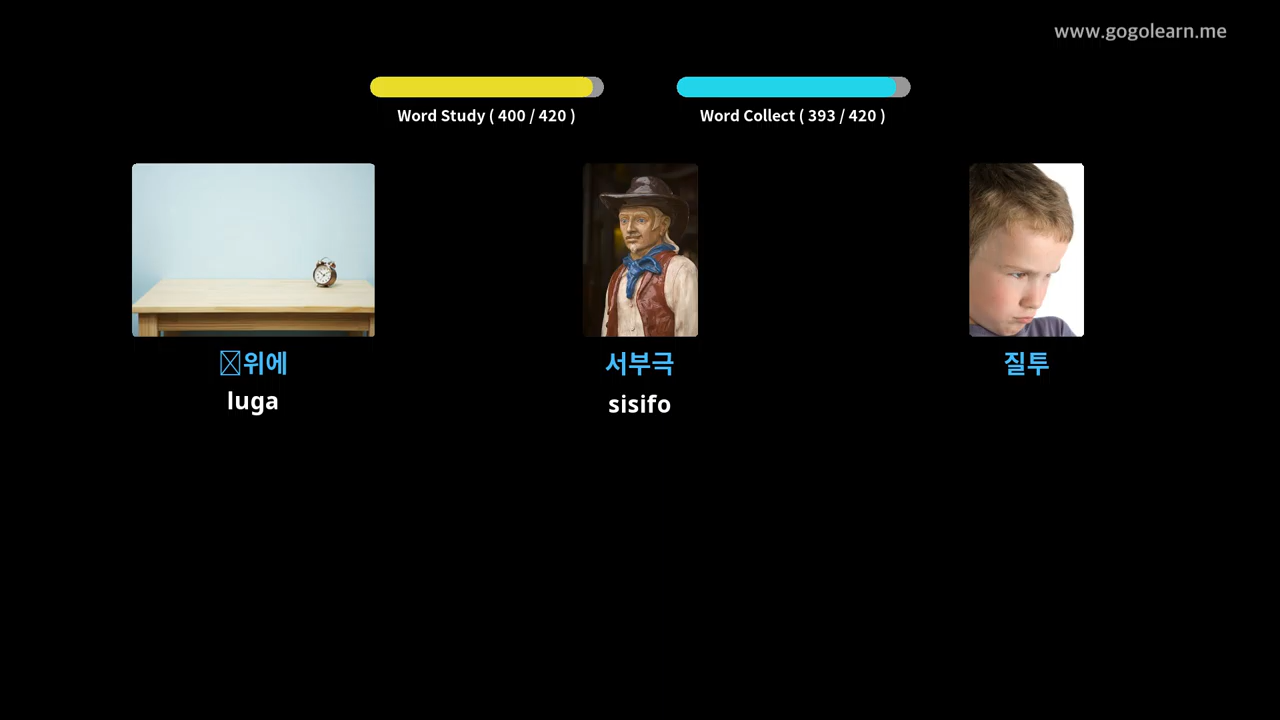 www.gogolearn.me
Word Study ( 400 / 420 )
Word Collect ( 393 / 420 )
위에
서부극
질투
luga
sisifo